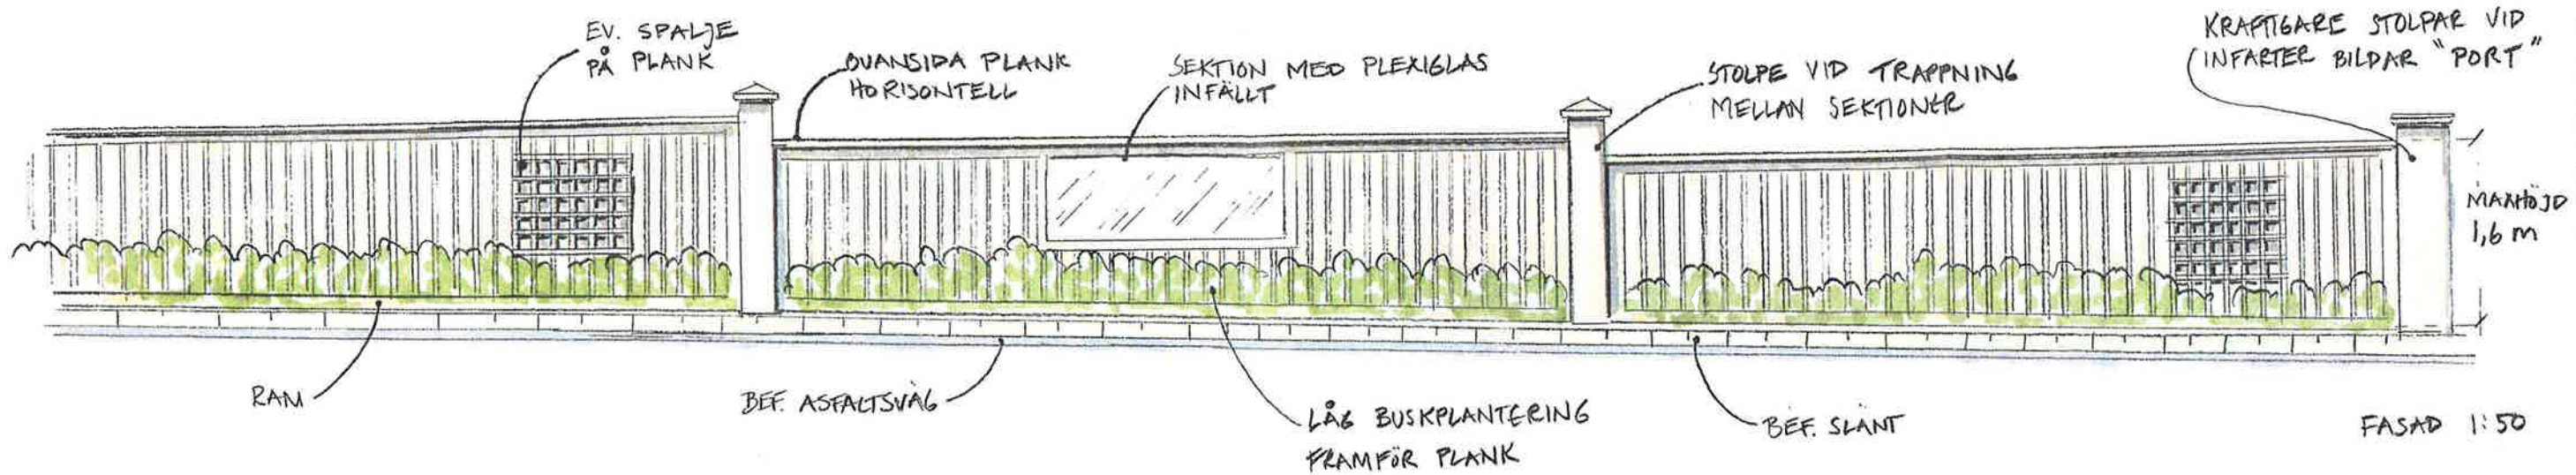 EV. SPALJE
PÅ PLANK
OVANSIDA PLANK
HORISONTELL
SEKTION MED PLEXIGLAS
INFÄLLT
STOLPE VID TRAPPNING
MELLAN SEKTIONER
KRAFTIGARE STOLPAR VID
INFARTER BILDAR "PORT"
MAXHÖJD
1,6 m
RAM
BEF. ASFALTSVÄG
LÅG BUSKPLANTERING
FRAMFÖR PLANK
BEF. SLÄNT
FASAD 1:50